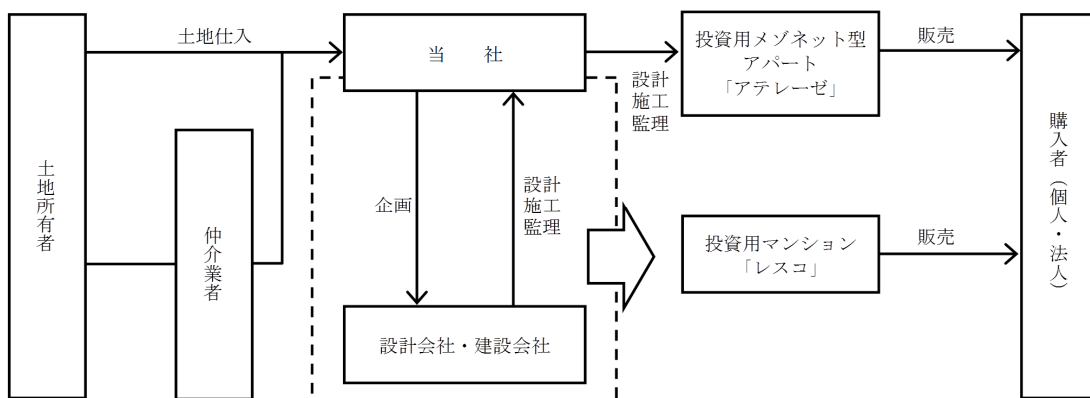 土地所有者
土地仕入
仲介業者
当 社
企画
設計
施工
監理
設計会社・建設会社
設計
施工
監理
投資用メゾネット型
アパート
「アテレーゼ」
販売
投資用マンション
「レスコ」
販売
購入者（個人・法人）